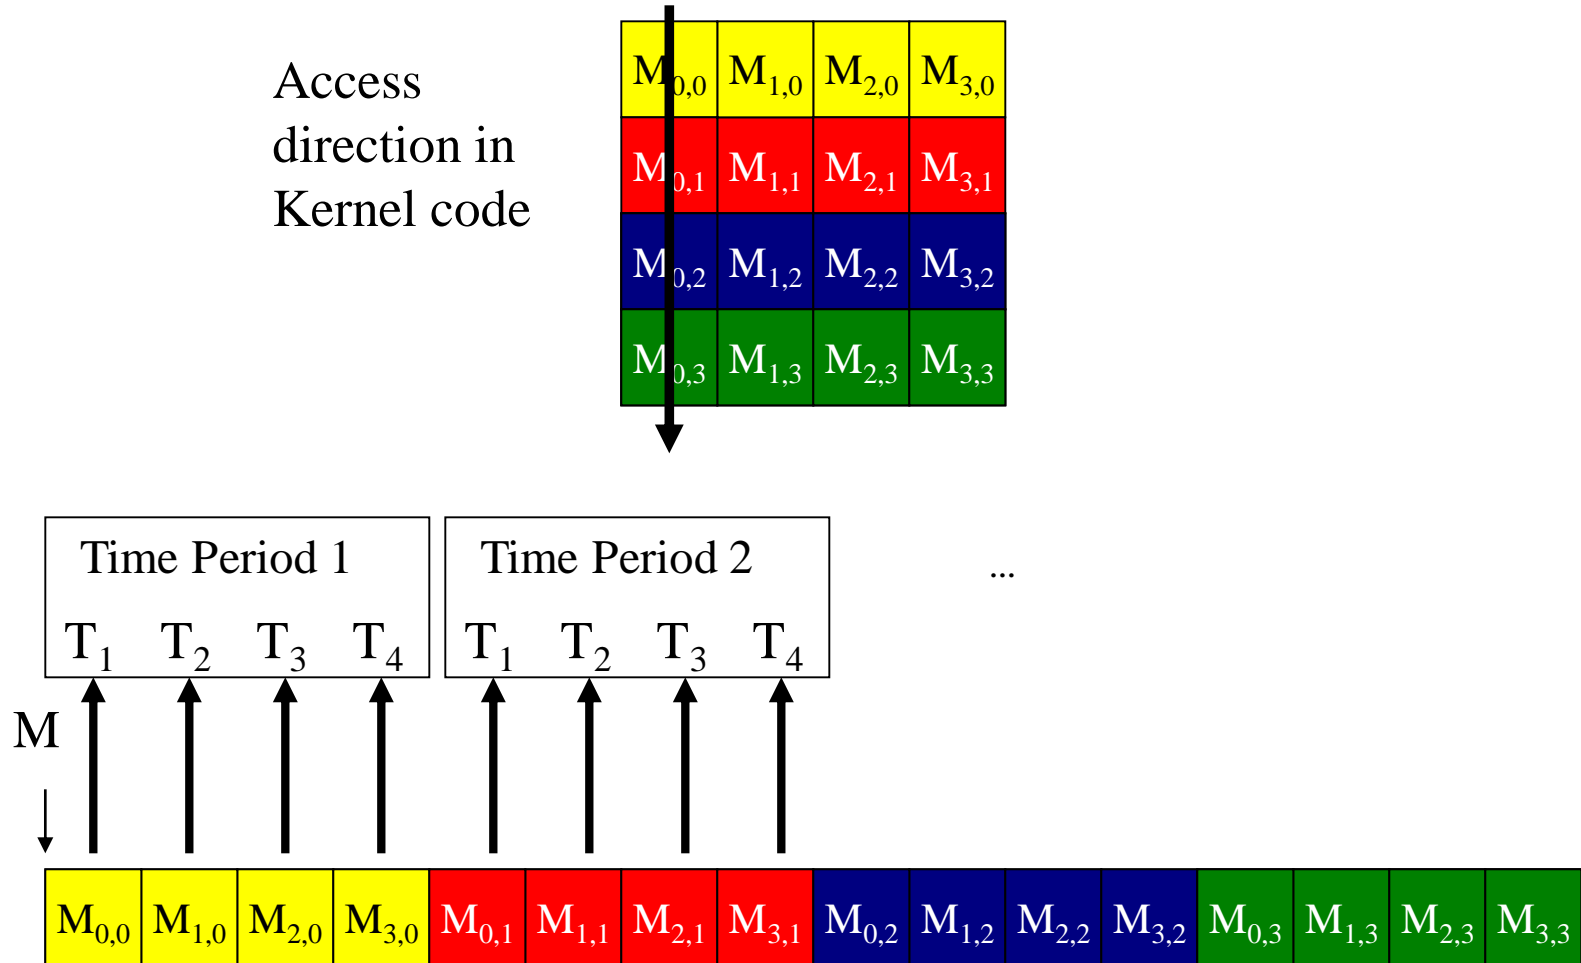 Access
direction in
Kernel code
M0,0 M1,0 M2,0 M3,0
M0,1 M1,1 M2,1 M3,1
M0,2 M1,2 M2,2 M3,2
M0,3 M1,3 M2,3 M3,3
Time Period 1
T1 T2 T3 T4
Time Period 2
T1 T2 T3 T4
...
M
M0,0 M1,0 M2,0 M3,0 M0,1 M1,1 M2,1 M3,1 M0,2 M1,2 M2,2 M3,2 M0,3 M1,3 M2,3 M3,3